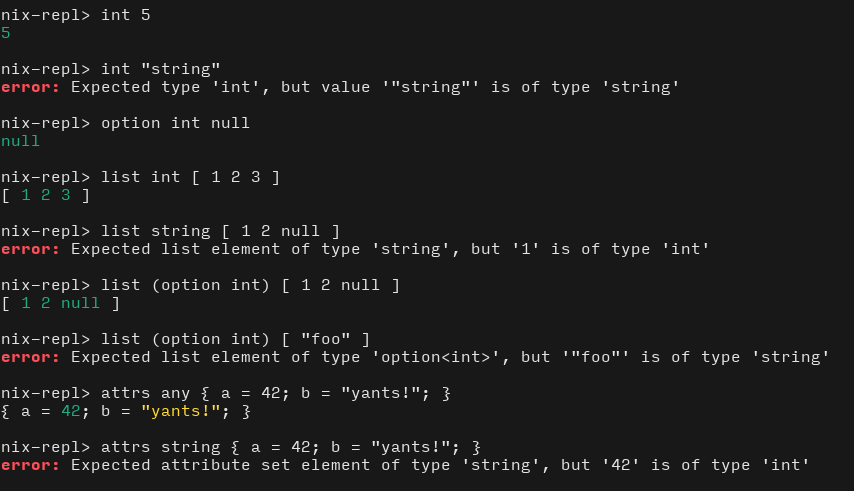 nix-repl> int 5
5
nix-repl> int "string"
error: Expected type 'int', but value '"string"' is of type 'string'
nix-repl> option int null
null
nix-repl> list int [ 1 2 3 ]
[ 1 2 3 ]
nix-repl> list string [ 1 2 null ]
error: Expected list element of type 'string', but '1' is of type 'int'
nix-repl> list (option int) [ 1 2 null ]
[ 1 2 null ]
nix-repl> list (option int) [ "foo" ]
error: Expected list element of type 'option<int>', but '"foo"' is of type 'string'
nix-repl> attrs any { a = 42; b = "yants!"; }
{ a = 42; b = "yants!"; }
nix-repl> attrs string { a = 42; b = "yants!"; }
error: Expected attribute set element of type 'string', but '42' is of type 'int'